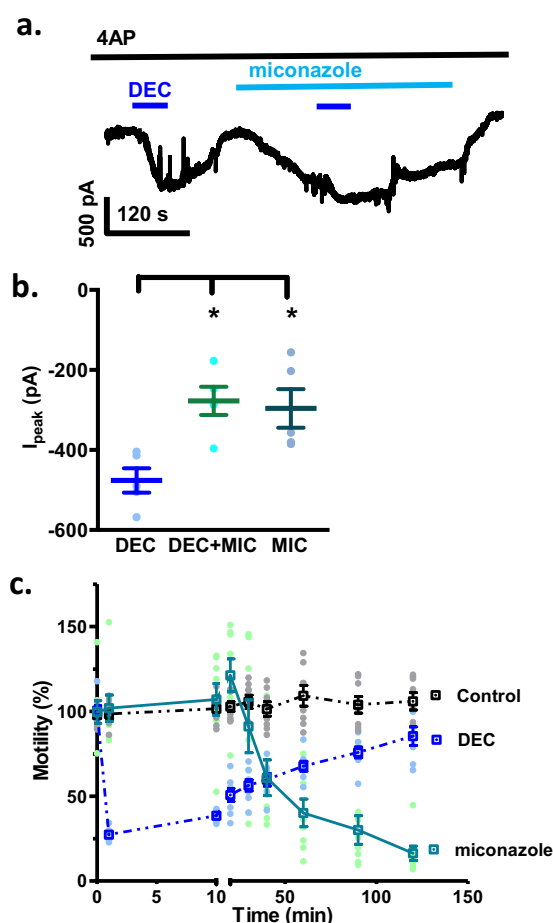 a.
4AP
miconazole
DEC
500 pA
120 s
b.
0
-200
-400
-600
I_peak (pA)
* *
DEC DEC+MIC MIC
c.
150
100
50
0
Motility (%)
Control
DEC
miconazole
0 5 10 50 100 150
Time (min)